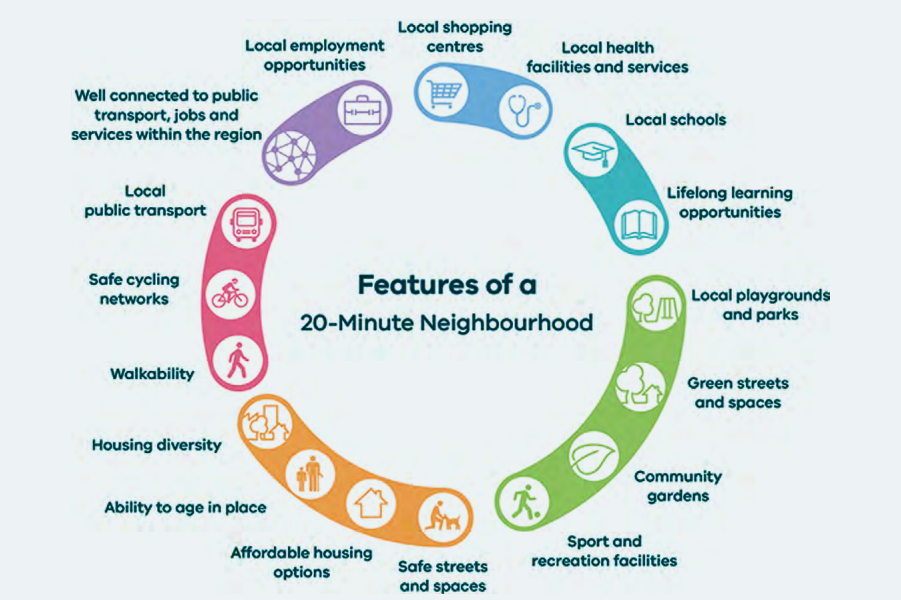 Features of a
20-Minute Neighbourhood
Local shopping
centres
Local health
facilities and services
Local schools
Lifelong learning
opportunities
Local playgrounds
and parks
Green streets
and spaces
Community
gardens
Sport and
recreation facilities
Safe streets
and spaces
Affordable housing
options
Ability to age in place
Housing diversity
Walkability
Safe cycling
networks
Local
public transport
Well connected to public
transport, jobs and
services within the region
Local employment
opportunities